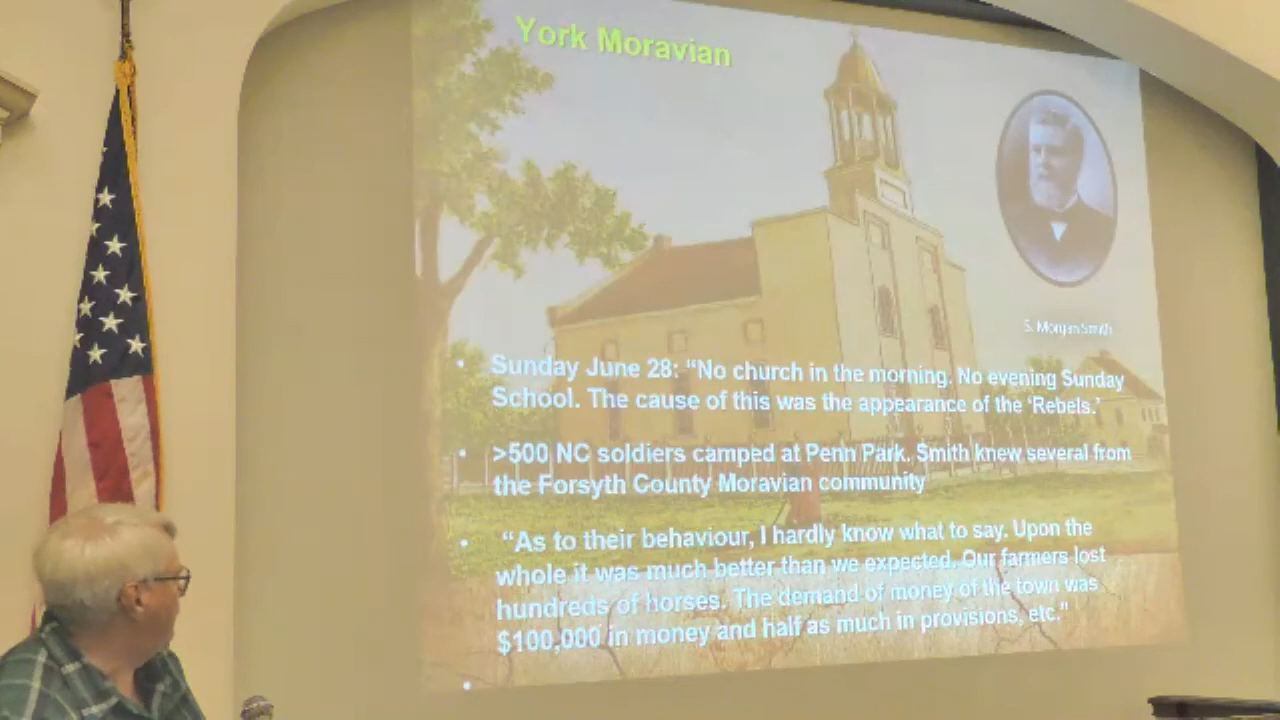 York Moravian
S. Morgan Smith
• Sunday June 28: “No church in the morning. No evening Sunday
School. The cause of this was the appearance of the ‘Rebels.’
• >500 NC soldiers camped at Penn Park. Smith knew several from
the Forsyth County Moravian community
• “As to their behaviour, I hardly know what to say. Upon the
whole it was much better than we expected. Our farmers lost
hundreds of horses. The demand of money of the town was
$100,000 in money and half as much in provisions, etc.”
•